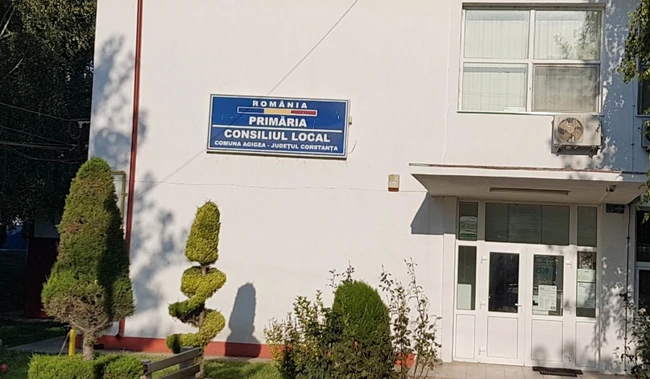 ROMÂNIA
PRIMĂRIA
CONSILIUL LOCAL
COMUNA AGIGEA - JUDEȚUL CONSTANȚA